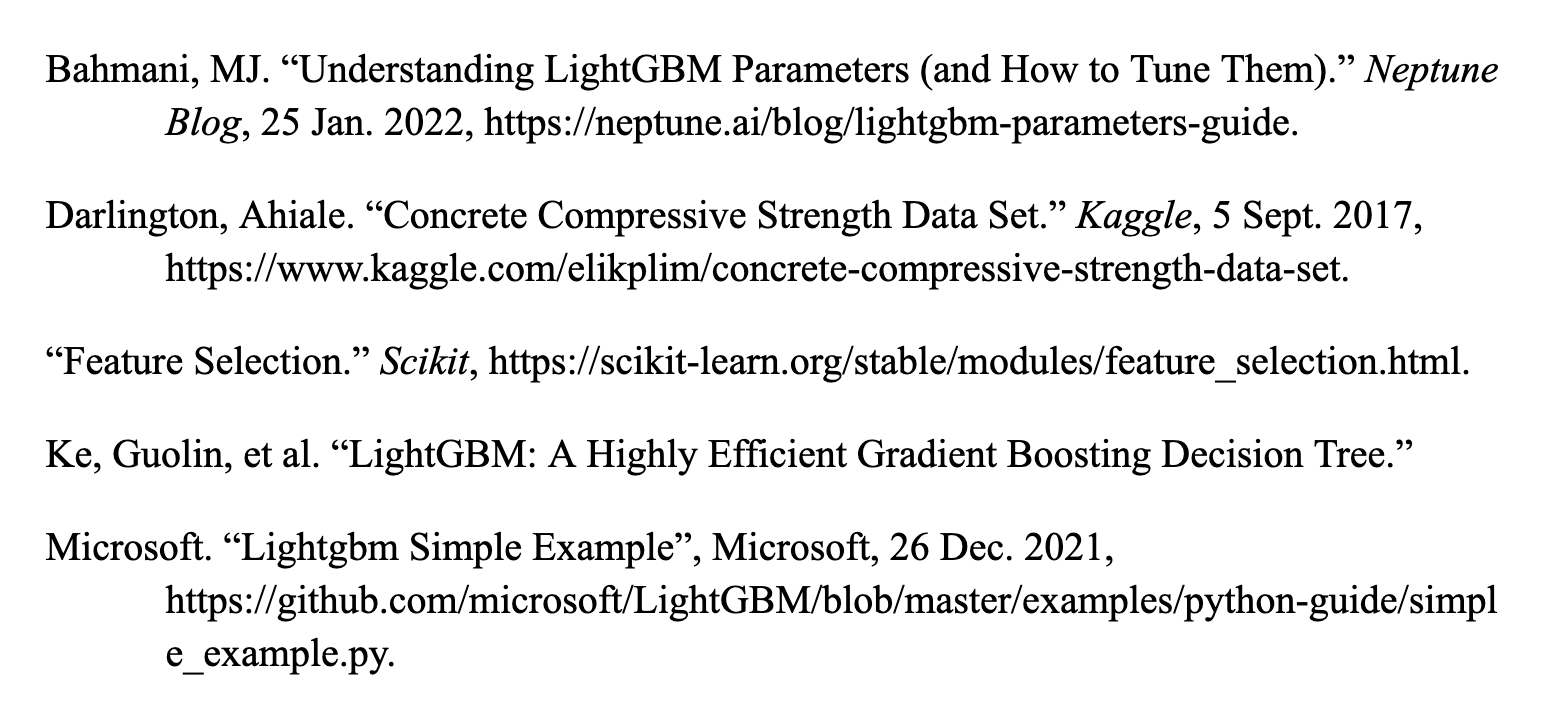 Bahmani, MJ. “Understanding LightGBM Parameters (and How to Tune Them).” Neptune
Blog, 25 Jan. 2022, https://neptune.ai/blog/lightgbm-parameters-guide.
Darlington, Ahiale. “Concrete Compressive Strength Data Set.” Kaggle, 5 Sept. 2017,
https://www.kaggle.com/elikplim/concrete-compressive-strength-data-set.
“Feature Selection.” Scikit, https://scikit-learn.org/stable/modules/feature_selection.html.
Ke, Guolin, et al. “LightGBM: A Highly Efficient Gradient Boosting Decision Tree.”
Microsoft. “Lightgbm Simple Example”, Microsoft, 26 Dec. 2021,
https://github.com/microsoft/LightGBM/blob/master/examples/python-guide/simpl
e_example.py.